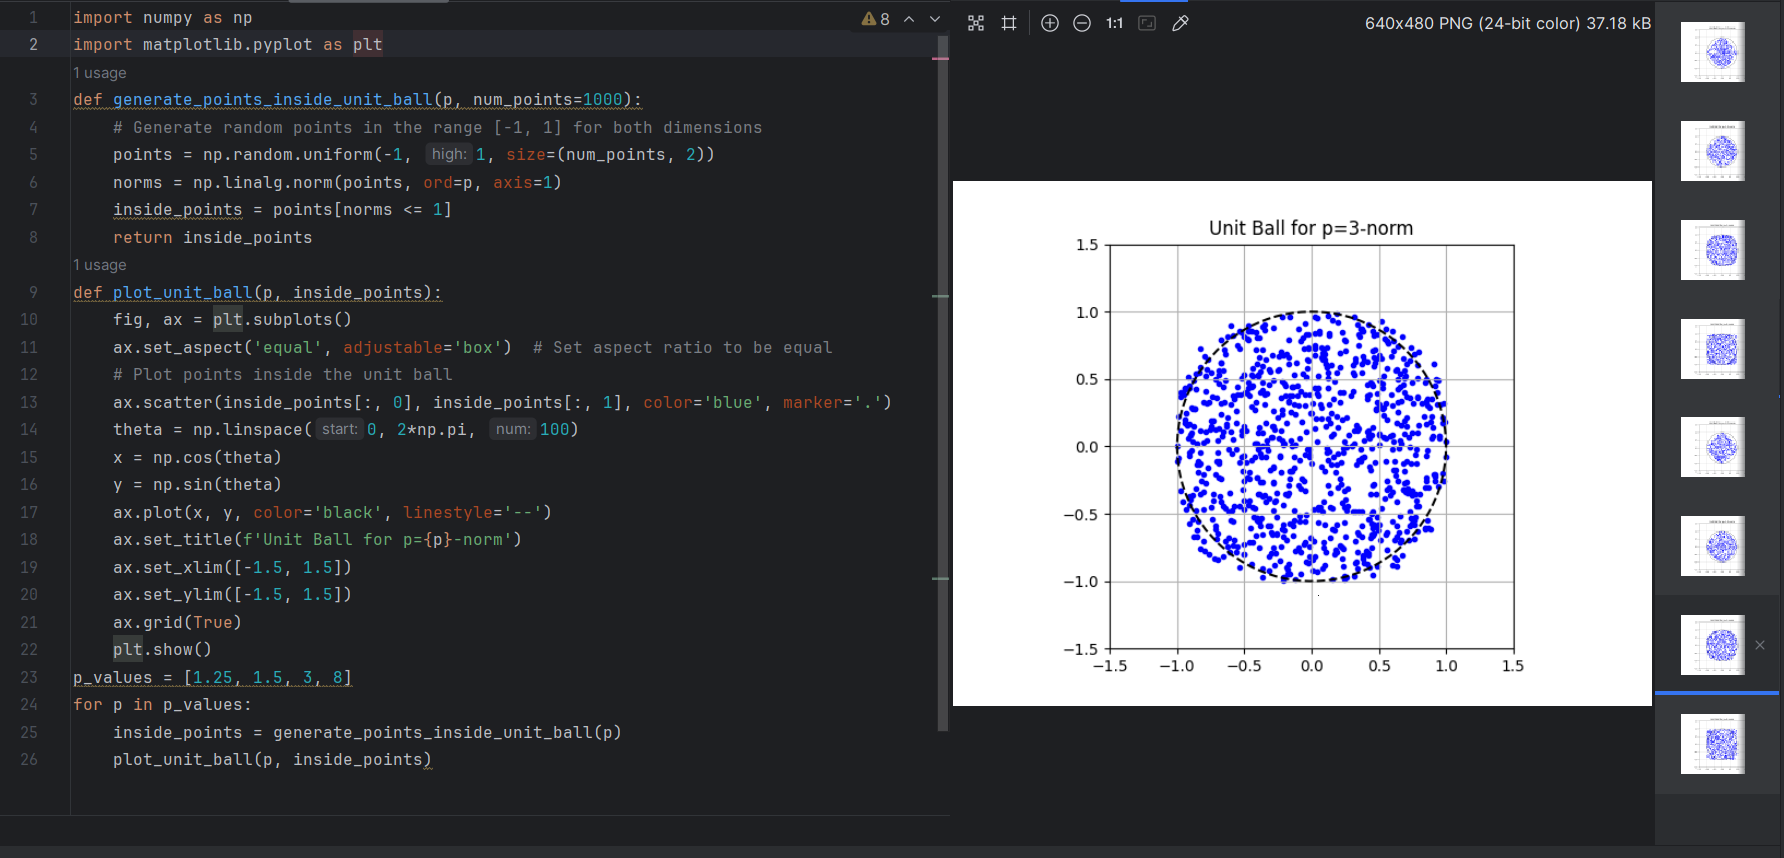 1 import numpy as np
2 import matplotlib.pyplot as plt
1 usage
3 def generate_points_inside_unit_ball(p, num_points=1000):
4 # Generate random points in the range [-1, 1] for both dimensions
5 points = np.random.uniform(-1, high: 1, size=(num_points, 2))
6 norms = np.linalg.norm(points, ord=p, axis=1)
7 inside_points = points[norms <= 1]
8 return inside_points
1 usage
9 def plot_unit_ball(p, inside_points):
10 fig, ax = plt.subplots()
11 ax.set_aspect('equal', adjustable='box')  # Set aspect ratio to be equal
12 # Plot points inside the unit ball
13 ax.scatter(inside_points[:, 0], inside_points[:, 1], color='blue', marker='.')
14 theta = np.linspace( start: 0, 2*np.pi, num: 100)
15 x = np.cos(theta)
16 y = np.sin(theta)
17 ax.plot(x, y, color='black', linestyle='--')
18 ax.set_title(f'Unit Ball for p={p}-norm')
19 ax.set_xlim([-1.5, 1.5])
20 ax.set_ylim([-1.5, 1.5])
21 ax.grid(True)
22 plt.show()
23 p_values = [1.25, 1.5, 3, 8]
24 for p in p_values:
25 inside_points = generate_points_inside_unit_ball(p)
26 plot_unit_ball(p, inside_points)
8
1:1
640x480 PNG (24-bit color) 37.18 kB
Unit Ball for p=3-norm
1.5
1.0
0.5
0.0
−0.5
−1.0
−1.5
−1.5 −1.0 −0.5 0.0 0.5 1.0 1.5